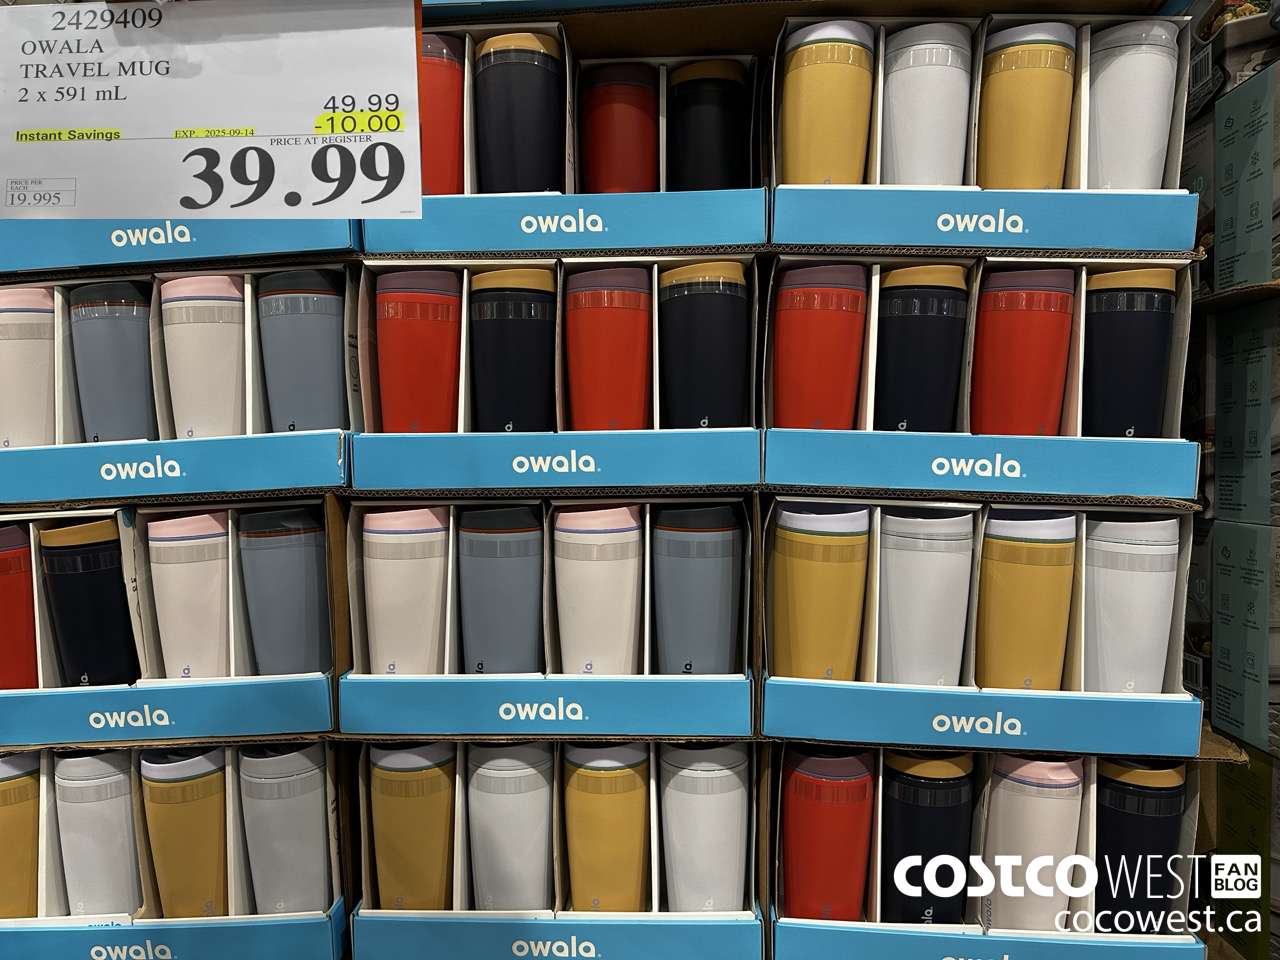 2429409
OWALA
TRAVEL MUG
2 x 591 mL
49.99
Instant Savings EXP. 2025-09-14 -10.00
PRICE AT REGISTER
39.99
PRICE PER
EACH
19.995
owala
owala
owala
owala
owala
owala
owala
owala
owala
owala
owala
COSTCO WEST FAN BLOG
cocowest.ca